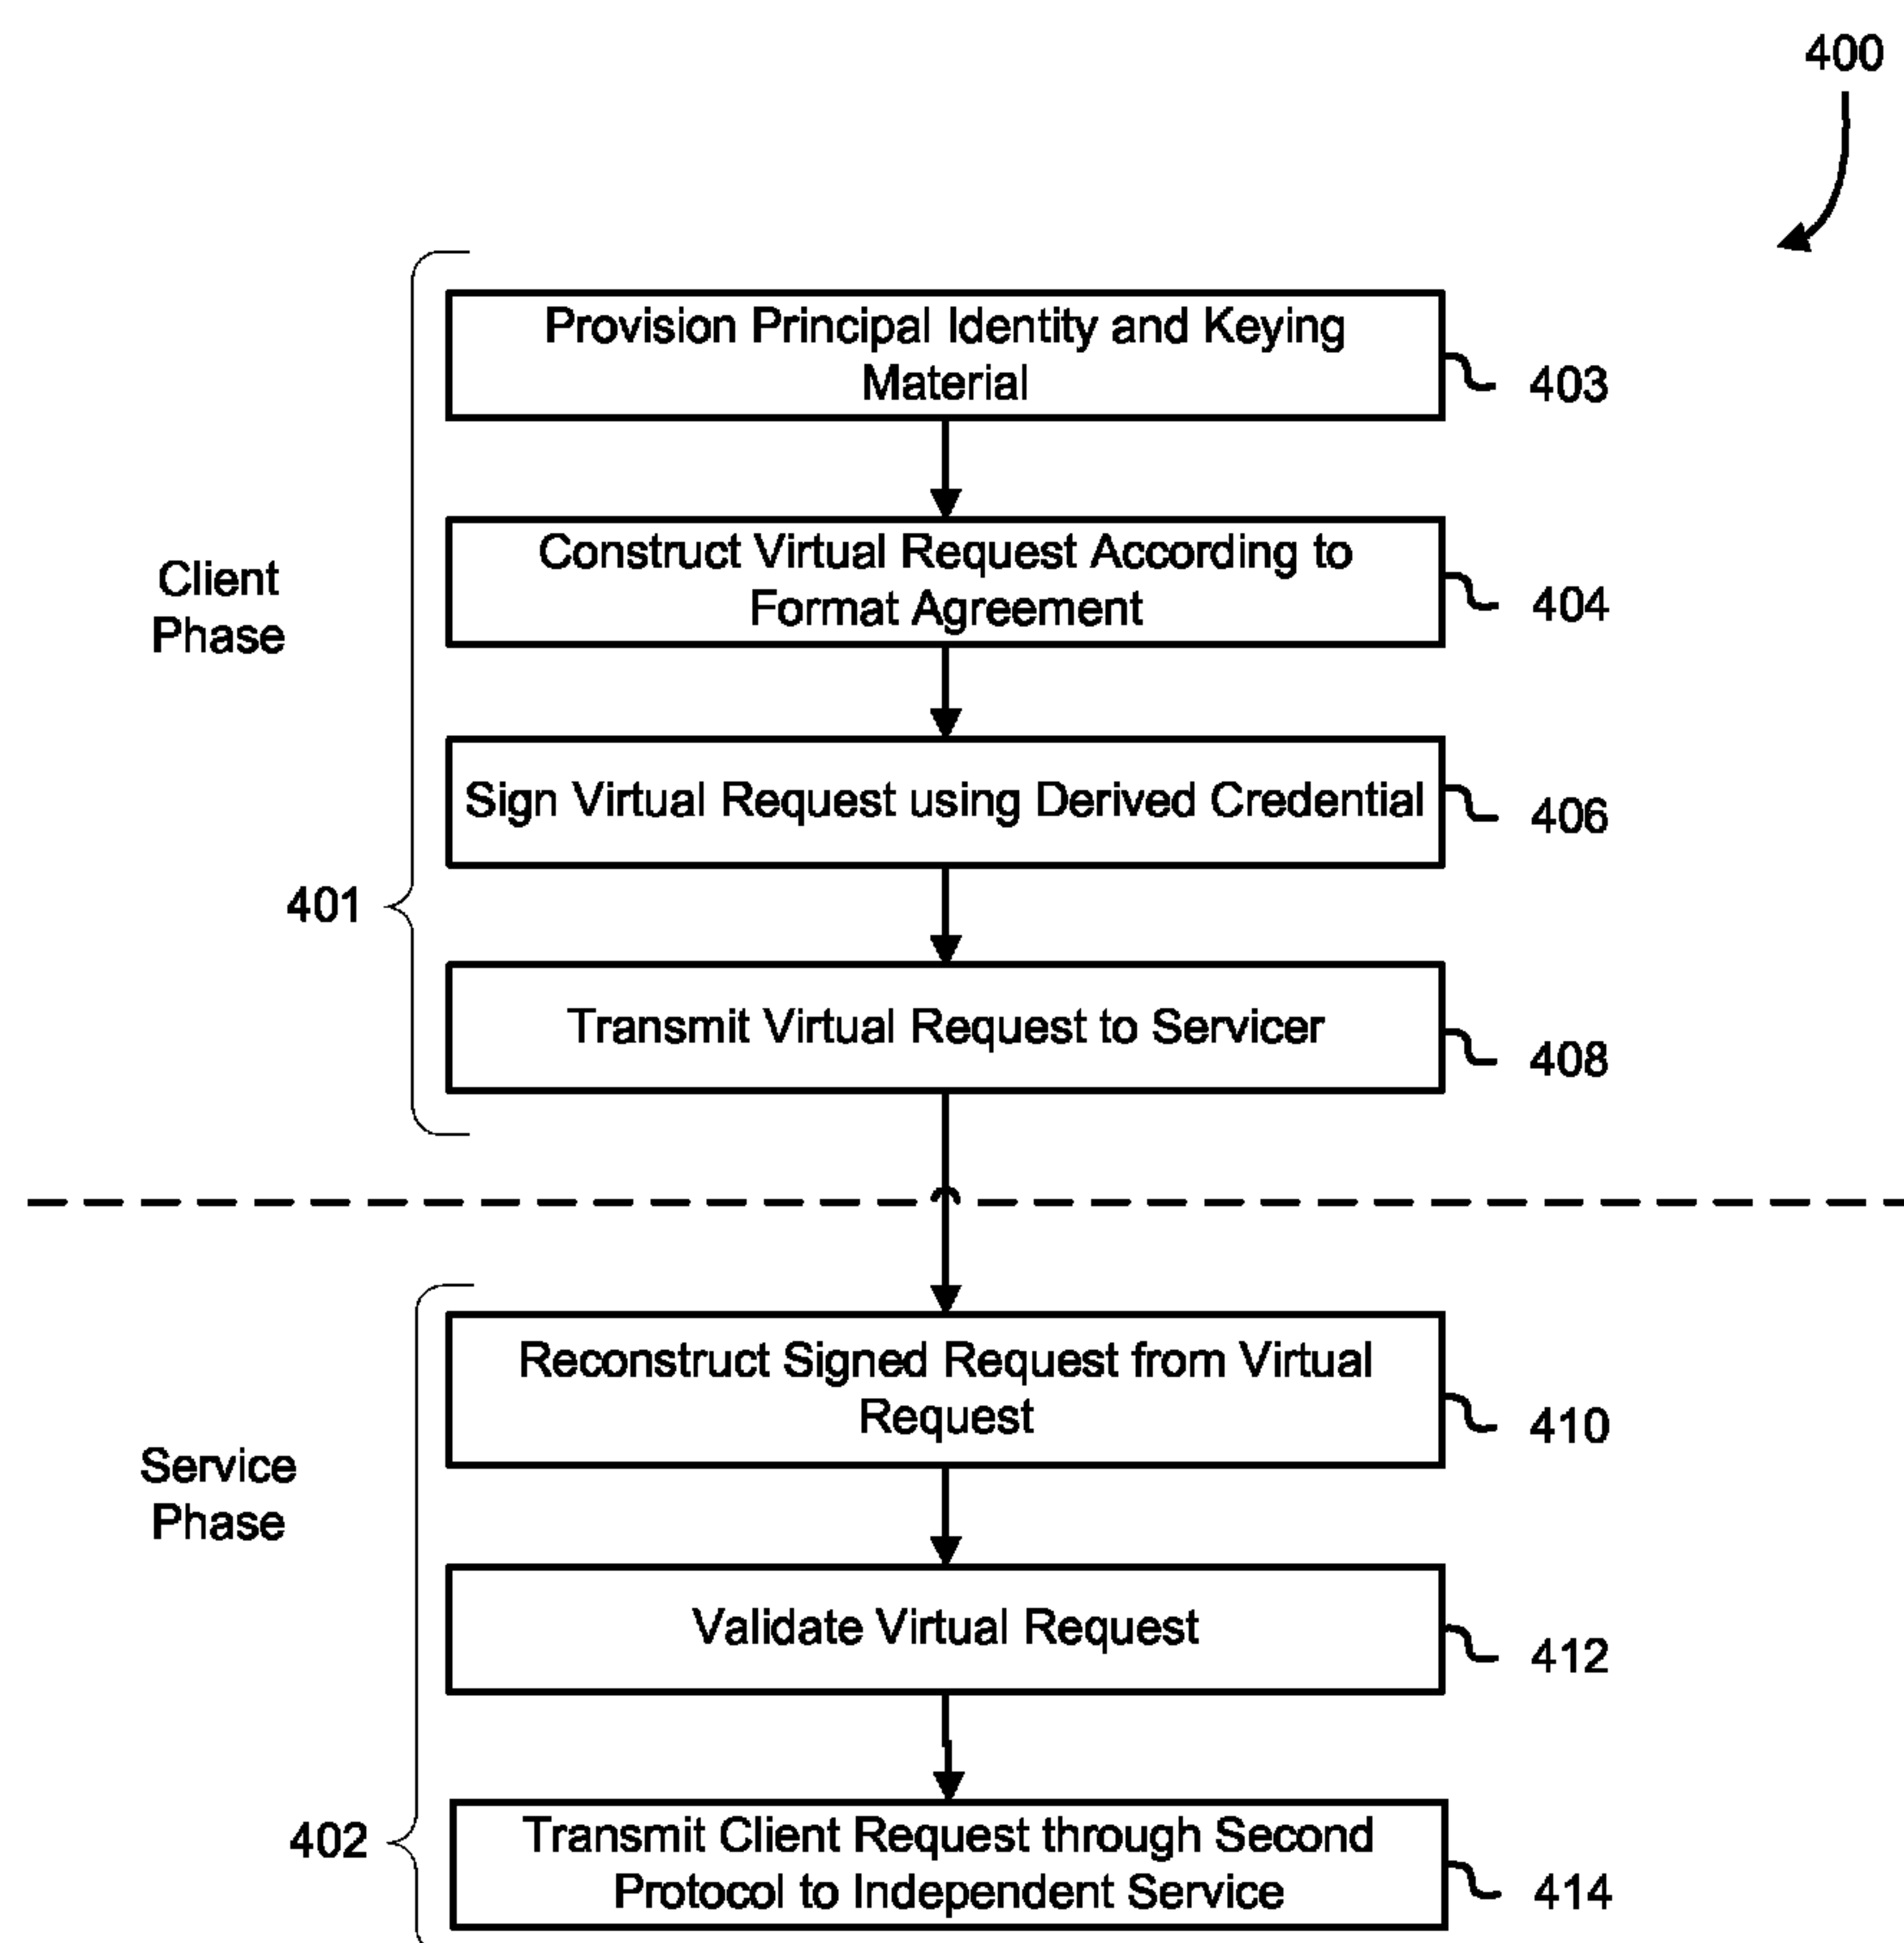 400
Provision Principal Identity and Keying
Material
403
Construct Virtual Request According to
Format Agreement
404
Client
Phase
Sign Virtual Request using Derived Credential
406
401
Transmit Virtual Request to Servicer
408
Reconstruct Signed Request from Virtual
Request
410
Service
Phase
Validate Virtual Request
412
402
Transmit Client Request through Second
Protocol to Independent Service
414